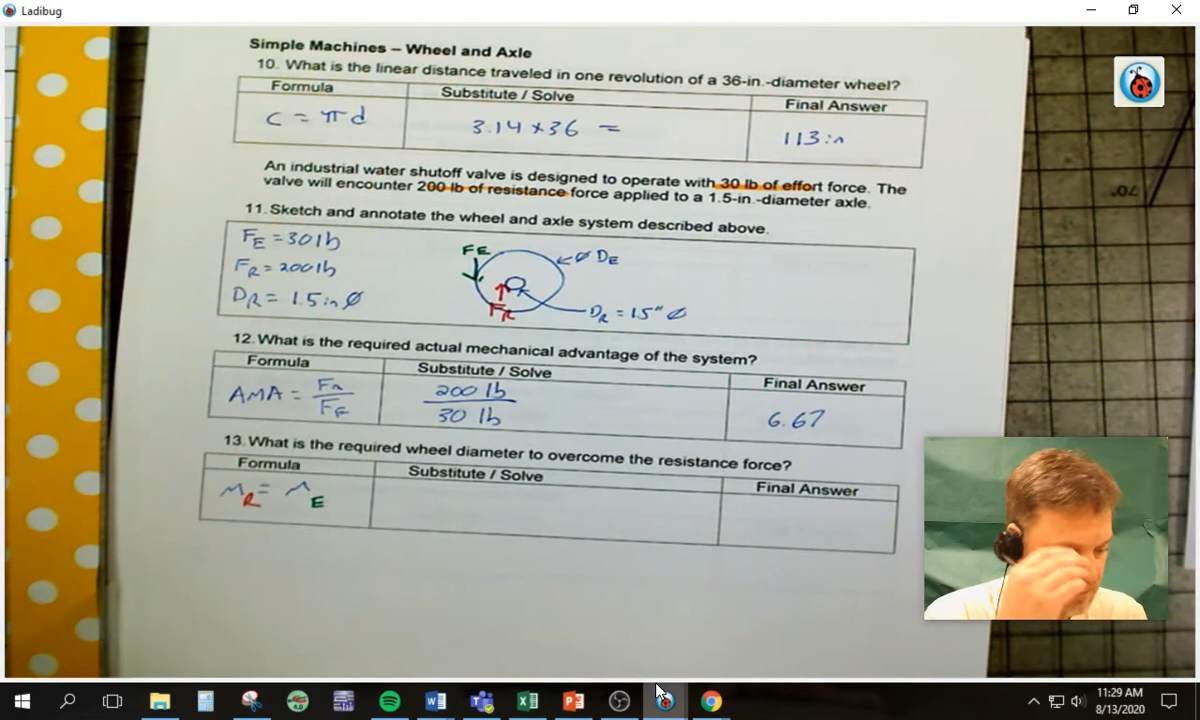 Ladibug
Simple Machines – Wheel and Axle
10. What is the linear distance traveled in one revolution of a 36-in.-diameter wheel?
Formula Substitute / Solve Final Answer
C = πd 3.14 * 36 = 113 in
An industrial water shutoff valve is designed to operate with 30 lb of effort force. The
valve will encounter 200 lb of resistance force applied to a 1.5-in.-diameter axle.
11. Sketch and annotate the wheel and axle system described above.
FE = 30 lb
FR = 200 lb
DR = 1.5 in Ø
FE
Ø DE
FR
DR = 1.5" Ø
12. What is the required actual mechanical advantage of the system?
Formula Substitute / Solve Final Answer
AMA = FR / FE 200 lb / 30 lb 6.67
13. What is the required wheel diameter to overcome the resistance force?
Formula Substitute / Solve Final Answer
MR = ME
11:29 AM
8/13/2020